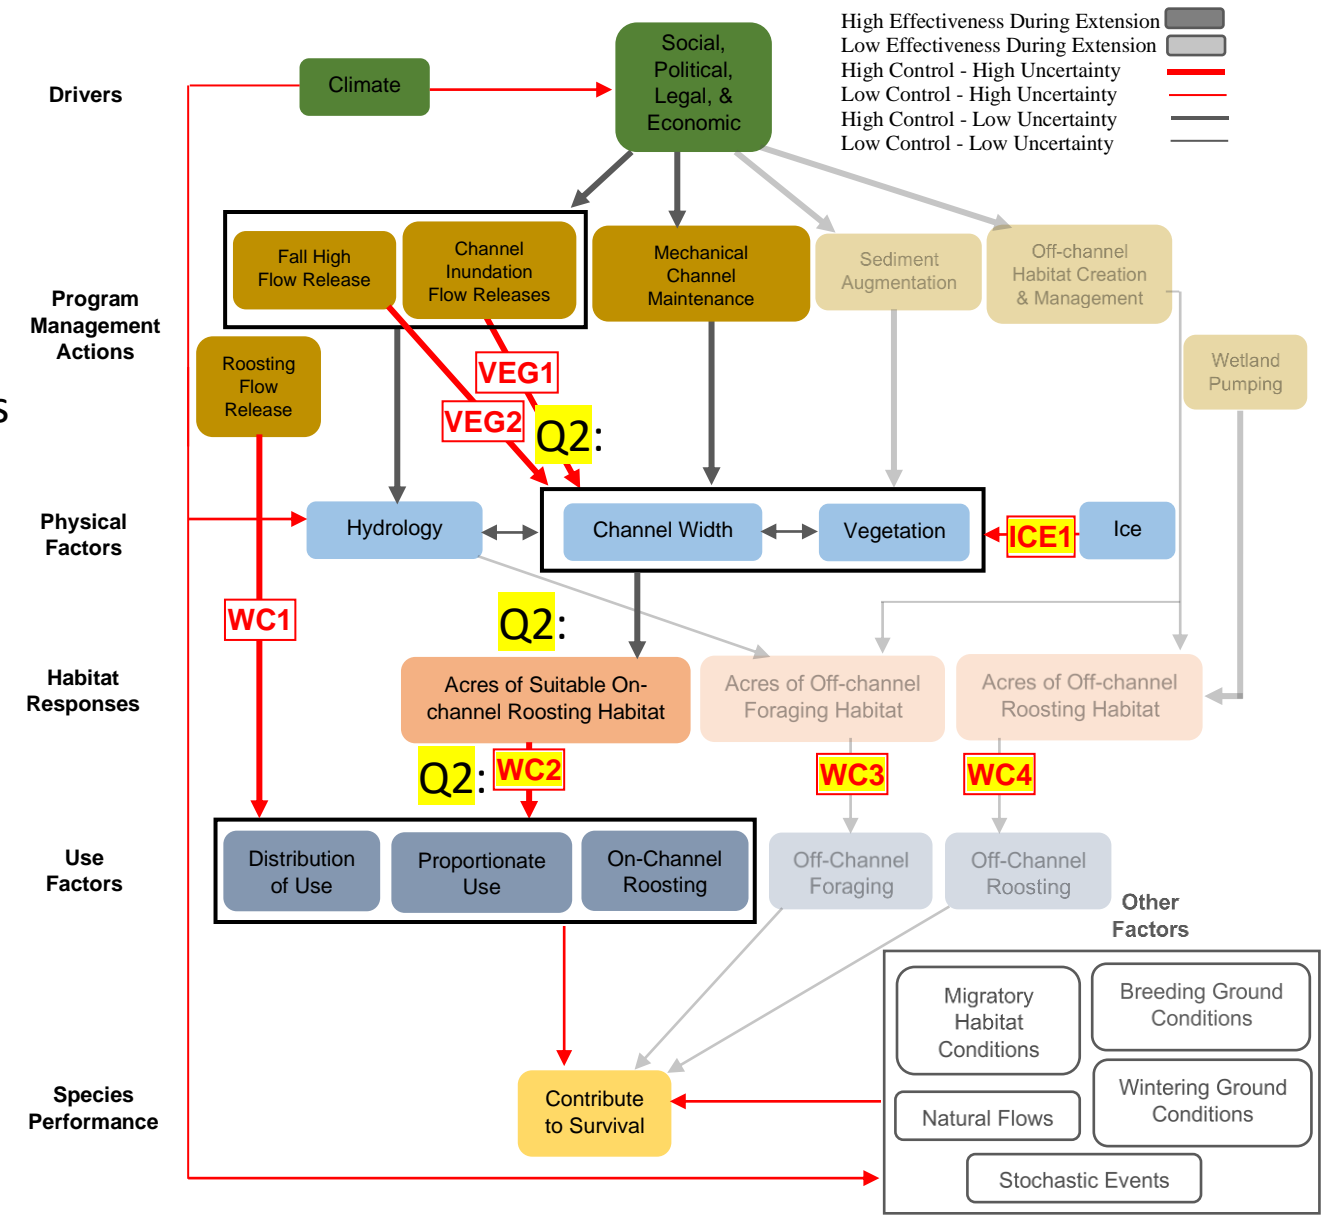 High Effectiveness During Extension
Low Effectiveness During Extension
High Control - High Uncertainty
Low Control - High Uncertainty
High Control - Low Uncertainty
Low Control - Low Uncertainty
Drivers
Climate
Social,
Political,
Legal, &
Economic
Program
Management
Actions
Fall High
Flow Release
Channel
Inundation
Flow Releases
Mechanical
Channel
Maintenance
Sediment
Augmentation
Off-channel
Habitat Creation
& Management
Roosting
Flow
Release
Wetland
Pumping
s
VEG1
VEG2
Q2:
Physical
Factors
Hydrology
Channel Width
Vegetation
ICE1
Ice
WC1
Q2:
Habitat
Responses
Acres of Suitable On-
channel Roosting Habitat
Acres of Off-channel
Foraging Habitat
Acres of Off-channel
Roosting Habitat
Q2:
WC2
WC3
WC4
Use
Factors
Distribution
of Use
Proportionate
Use
On-Channel
Roosting
Off-Channel
Foraging
Off-Channel
Roosting
Other
Factors
Migratory
Habitat
Conditions
Breeding Ground
Conditions
Species
Performance
Contribute
to Survival
Natural Flows
Wintering Ground
Conditions
Stochastic Events